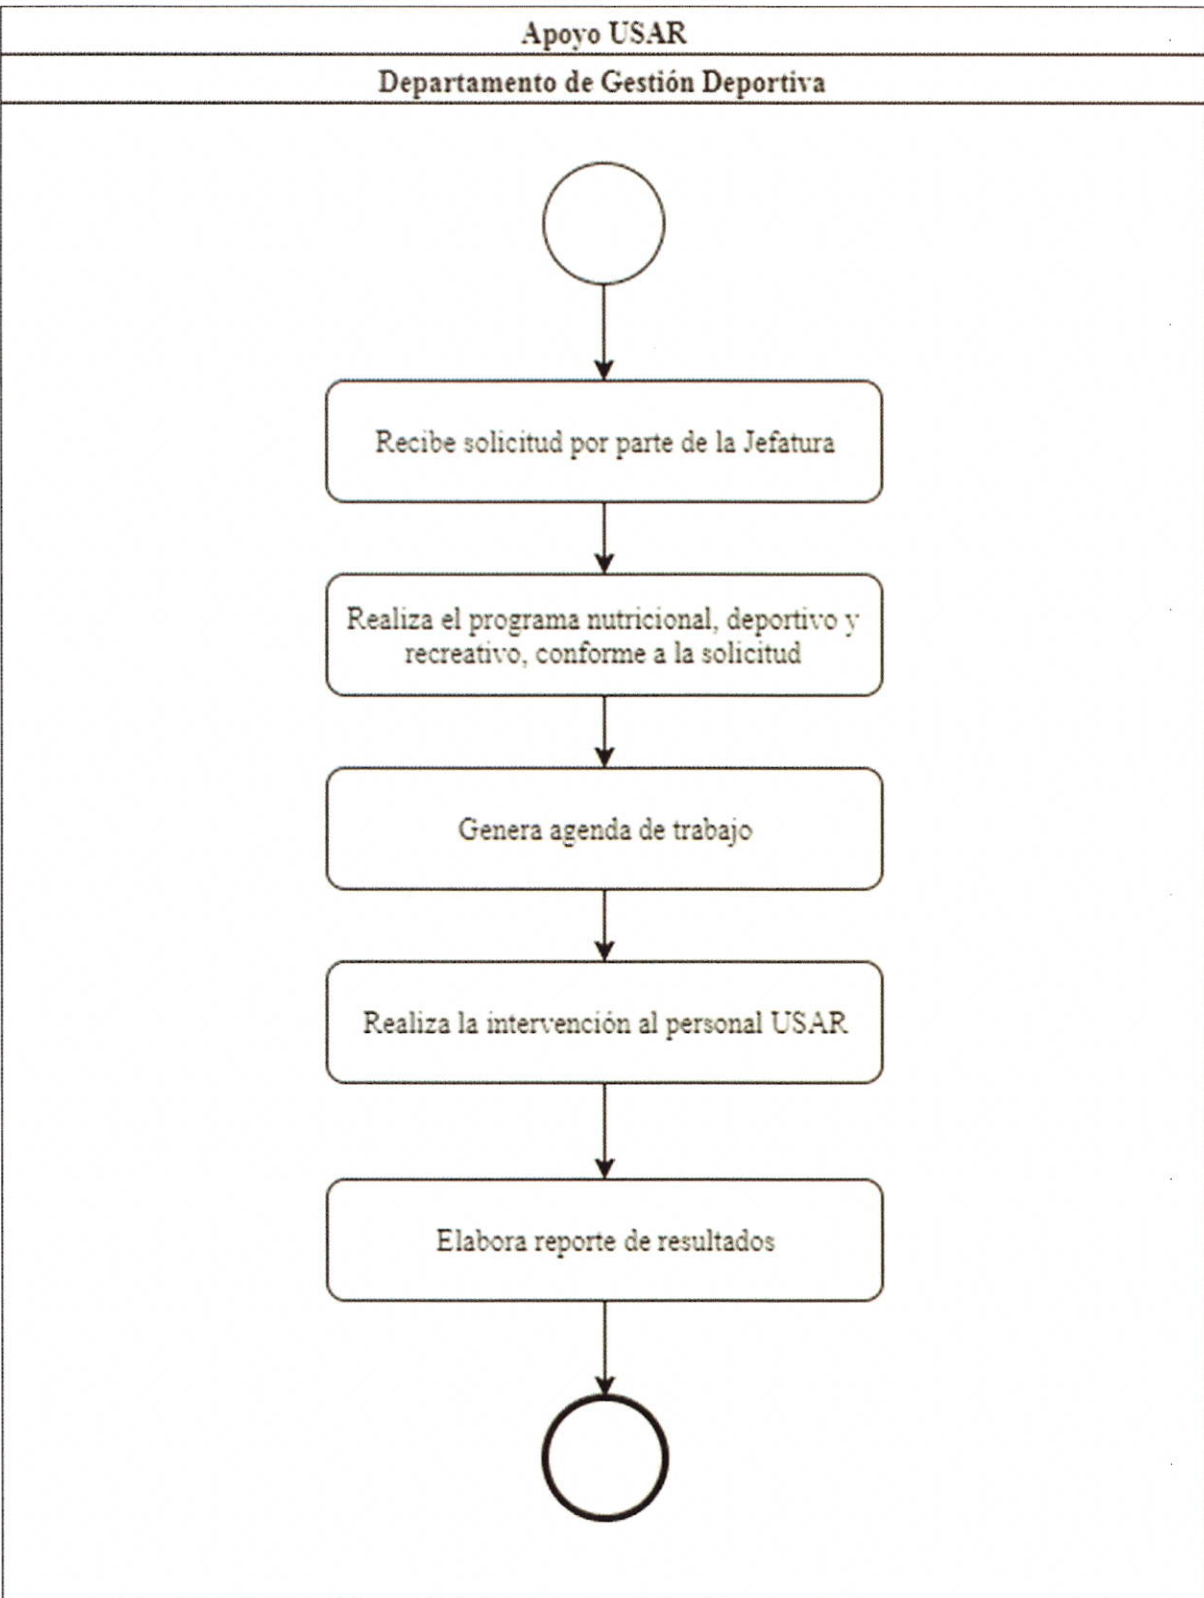 Apoyo USAR
Departamento de Gestión Deportiva
Recibe solicitud por parte de la Jefatura
Realiza el programa nutricional, deportivo y
recreativo, conforme a la solicitud
Genera agenda de trabajo
Realiza la intervención al personal USAR
Elabora reporte de resultados